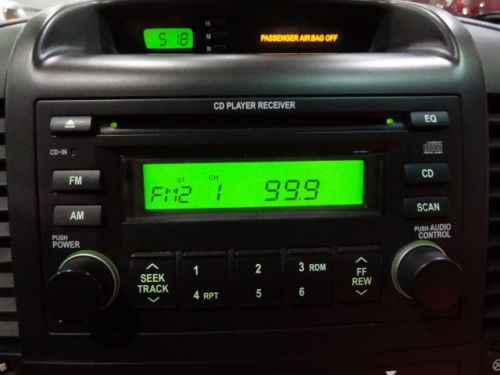 5:18
H
M
R
PASSENGER AIR BAG OFF
CD PLAYER RECEIVER
EQ
CD-IN
ST
CH
FM2 1 99.9
FM
CD
AM
SCAN
PUSH
POWER
PUSH AUDIO
CONTROL
SEEK
TRACK
1
2
3 RDM
4 RPT
5
6
FF
REW